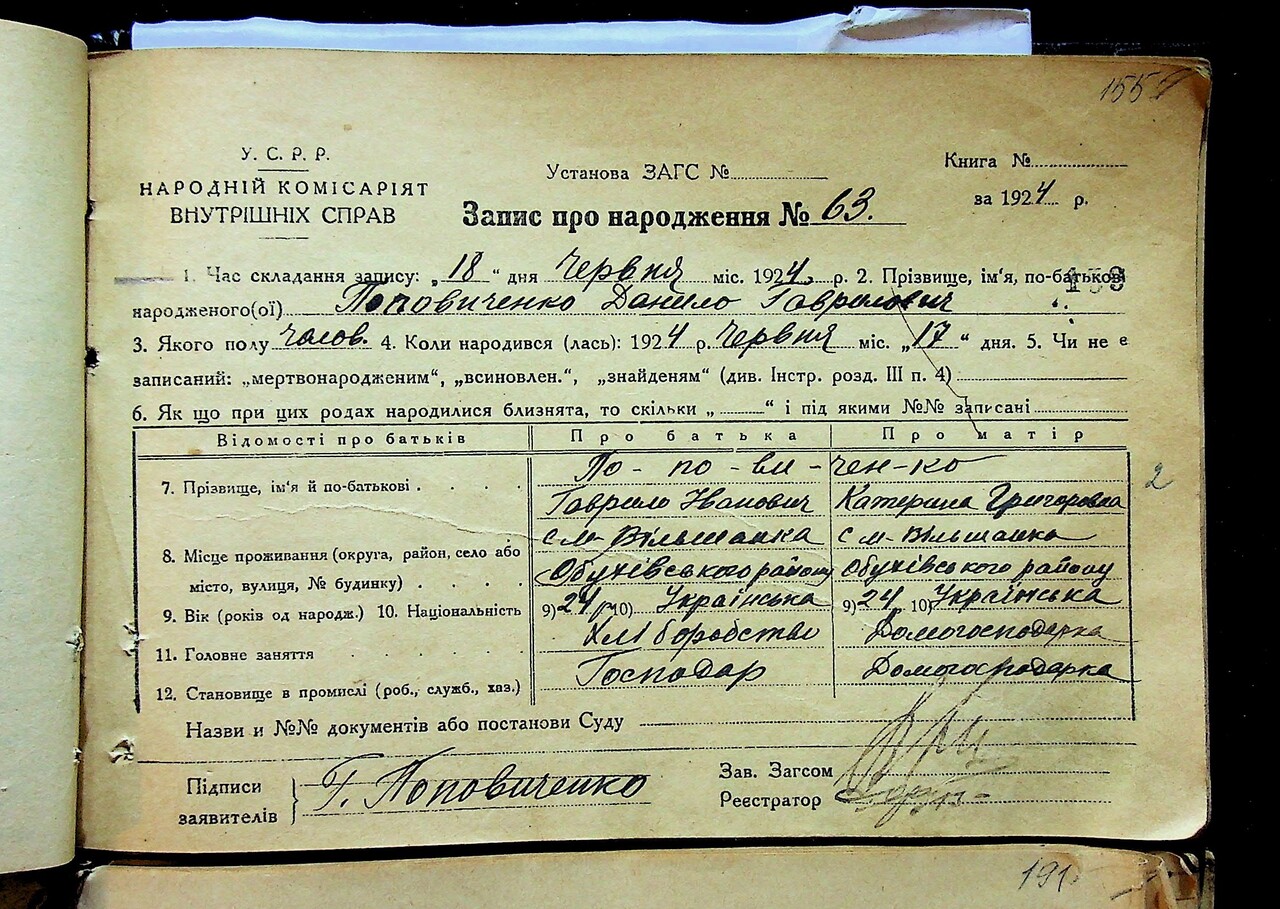 155
У. С. Р. Р.
НАРОДНІЙ КОМІСАРІЯТ
ВНУТРІШНІХ СПРАВ
Установа ЗАГС №
Книга №
за 1924 р.
Запис про народження № 63.
1. Час складання запису: „18“ дня Червня міс. 1924 р. 2. Прізвище, ім'я, по-батькові
народженого(ої) Поповиченко Данило Гаврилович
3. Якого полу чолов. 4. Коли народився (лась): 1924 р. Червня міс. „17“ дня. 5. Чи не є
записаний: „мертвонародженим“, „всиновлен.“, „знайденям“ (див. Інстр. розд. III п. 4)
6. Як що при цих родах народилися близнята, то скільки „ “ і під якими №№ записані
Відомості про батьків Про батька Про матір
По - по - ви - чен - ко
7. Прізвище, ім'я й по-батькові . . . .
Гаврило Иванович Катерина Григоровна
с м Вільшанка с м Вільшанка
8. Місце проживання (округа, район, село або
місто, вулиця, № будинку) . . . .
Обухівського району Обухівського району
9. Вік (років од народж.) 10. Національність 9) 24 р 10) Українська 9) 24 10) Українська
11. Головне заняття . . . . Хліборобство Домогосподарка
12. Становище в промислі (роб., служб., хаз.) Господар Домогосподарка
Назви и №№ документів або постанови Суду
Підписи
заявителів
Г. Поповиченко
Зав. Загсом
Реєстратор
2
191